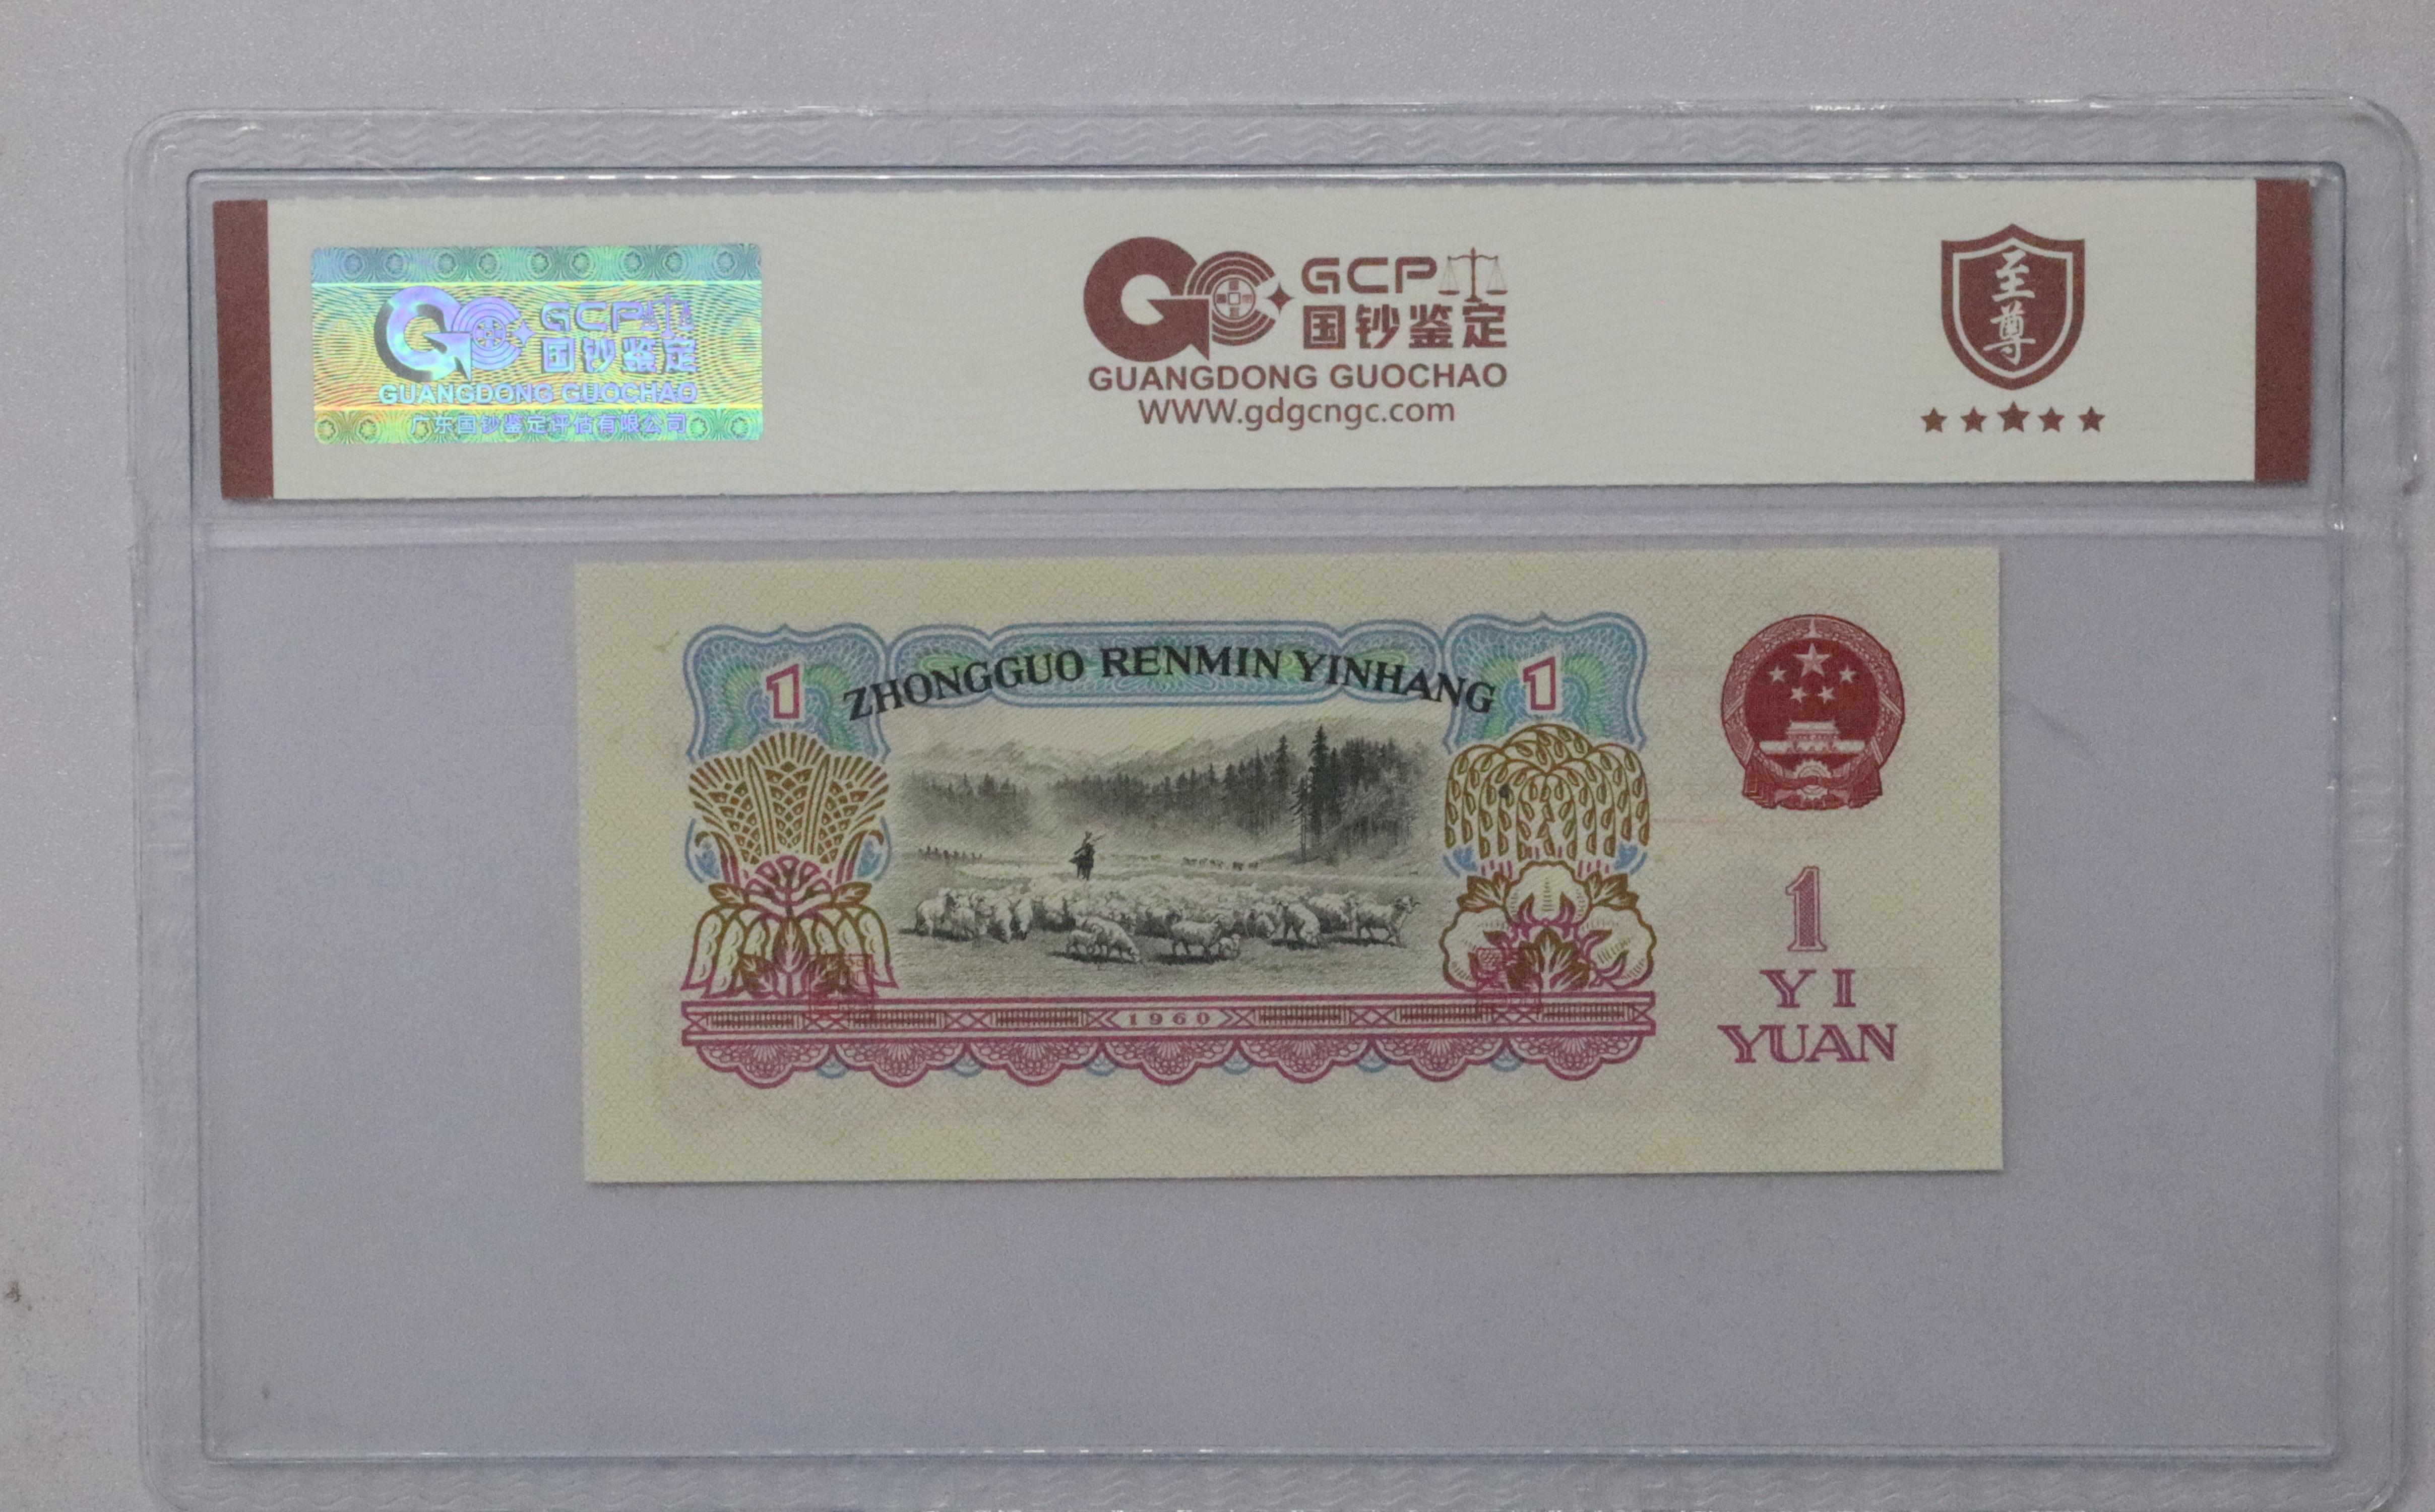 GCP
国钞鉴定
GUANGDONG GUOCHAO
广东国钞鉴定评估有限公司
GCP
国钞鉴定
GUANGDONG GUOCHAO
WWW.gdgcngc.com
至尊
1 ZHONGGUO RENMIN YINHANG 1
1960
1
YI
YUAN